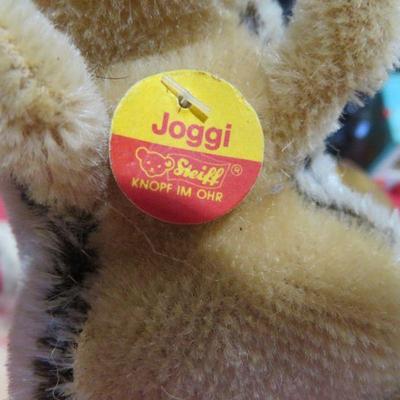 Joggi
Steiff ®
KNOPF IM OHR